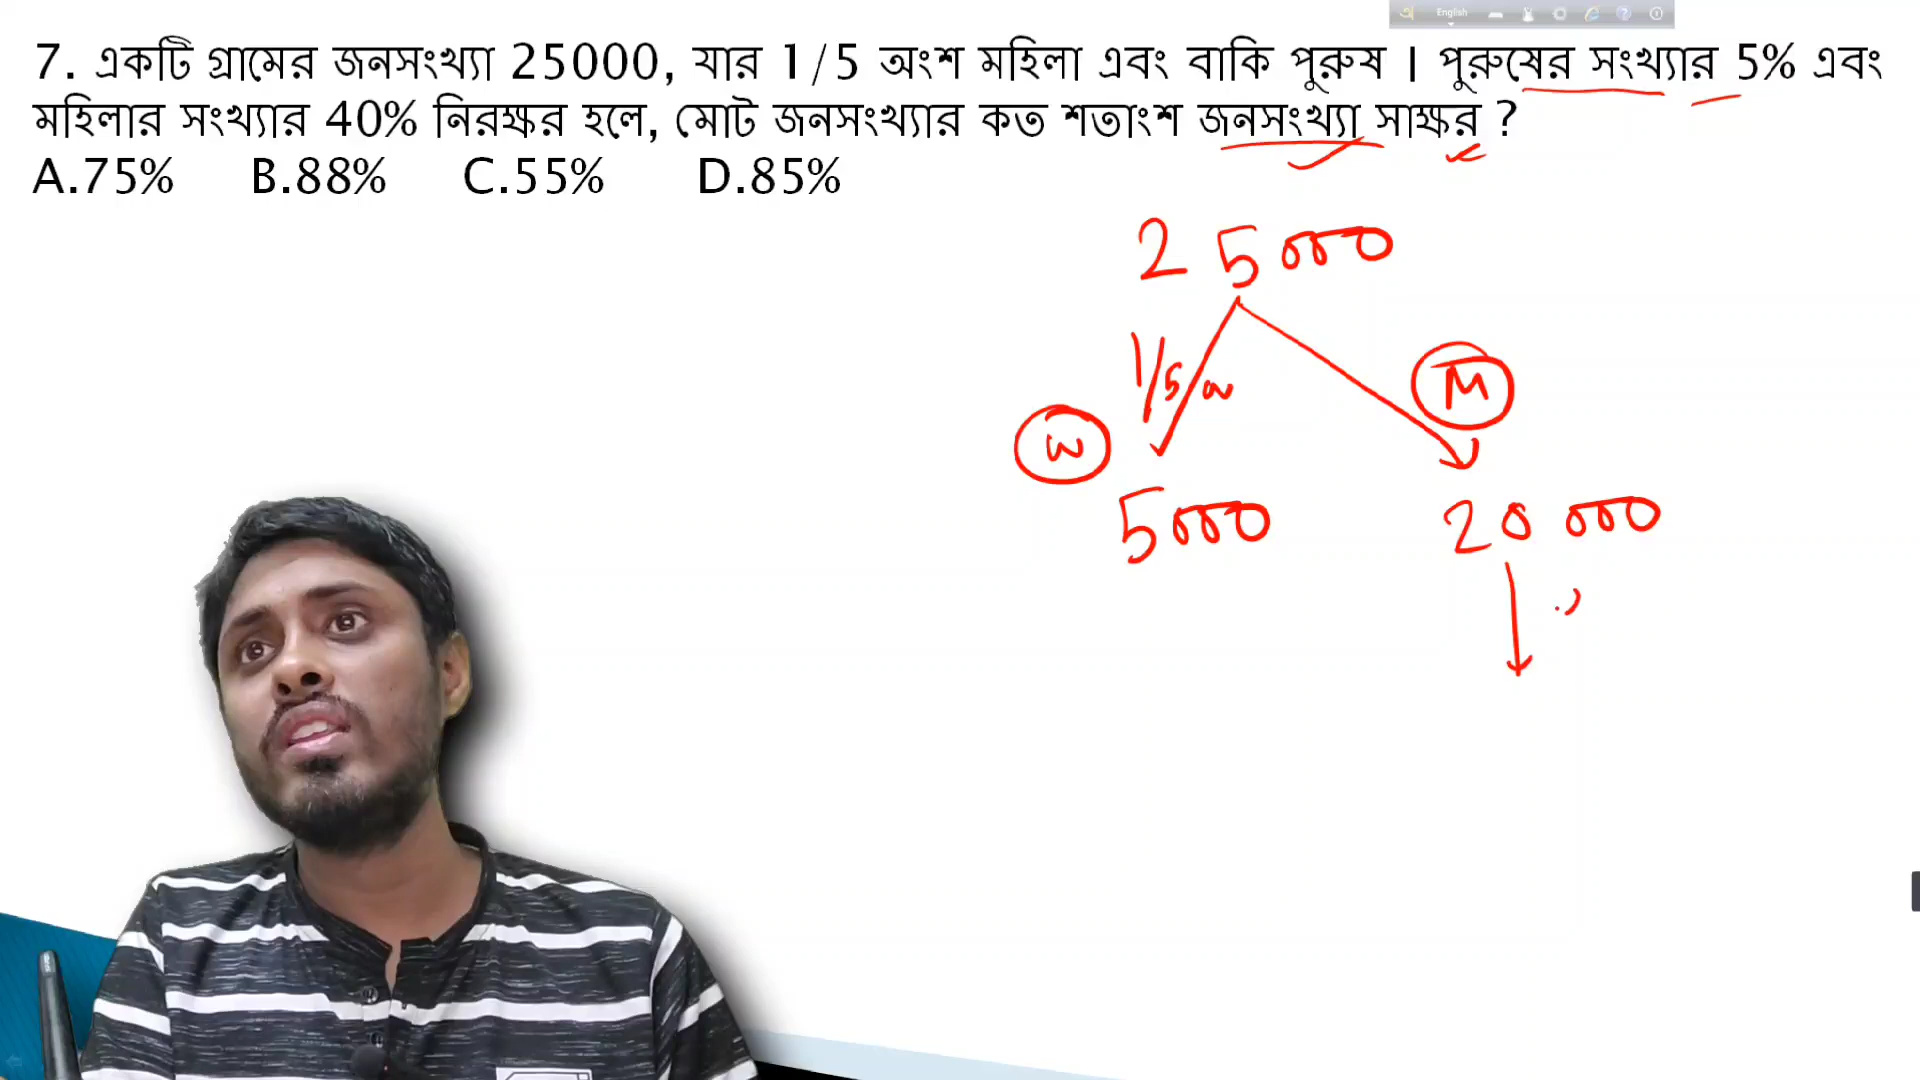 English
7. একটি গ্রামের জনসংখ্যা 25000, যার 1/5 অংশ মহিলা এবং বাকি পুরুষ । পুরুষের সংখ্যার 5% এবং
মহিলার সংখ্যার 40% নিরক্ষর হলে, মোট জনসংখ্যার কত শতাংশ জনসংখ্যা সাক্ষর ?
A.75% B.88% C.55% D.85%
25000
1/5
M
W
5000 20000